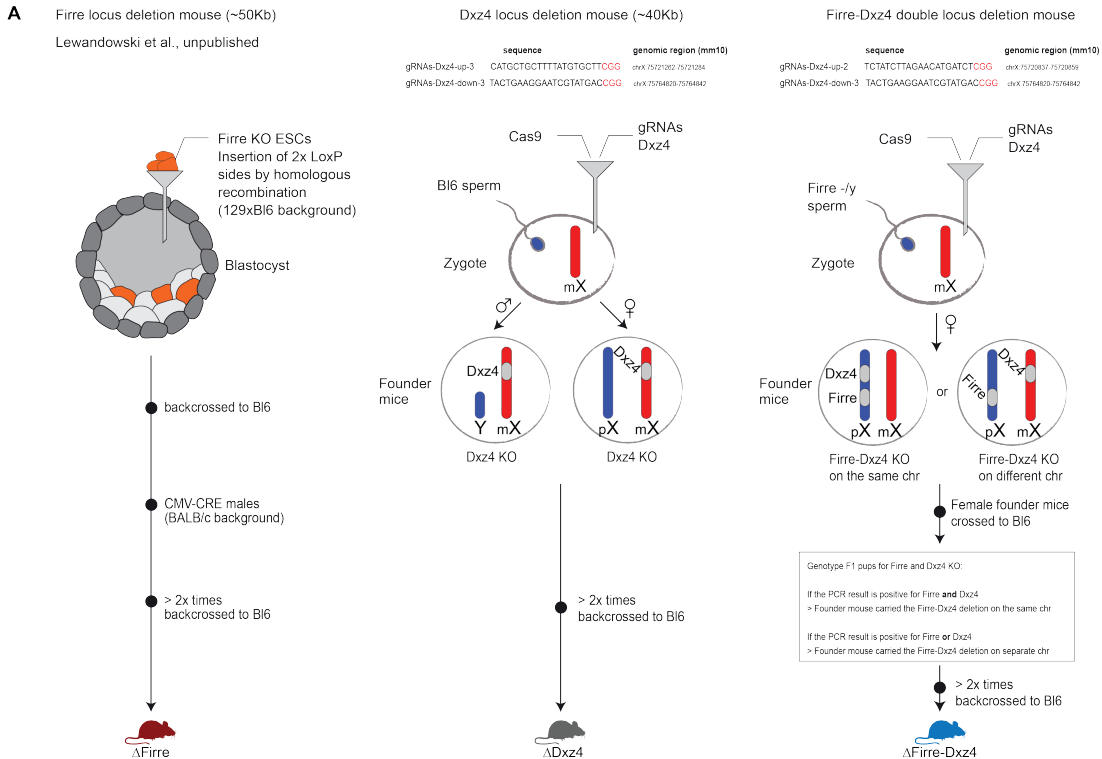 A
Firre locus deletion mouse (~50Kb)
Lewandowski et al., unpublished
Firre KO ESCs
Insertion of 2x LoxP
sides by homologous
recombination
(129xBl6 background)
Blastocyst
backcrossed to Bl6
CMV-CRE males
(BALB/c background)
> 2x times
backcrossed to Bl6
ΔFirre
Dxz4 locus deletion mouse (~40Kb)
sequence genomic region (mm10)
gRNAs-Dxz4-up-3 CATGCTGCTTTTATGTGCTTCGG chrX:75721262-75721284
gRNAs-Dxz4-down-3 TACTGAAGGAATCGTATGACCGG chrX:75764820-75764842
Cas9
gRNAs
Dxz4
Bl6 sperm
Zygote
mX
♂ ♀
Founder
mice
Dxz4
Y mX
Dxz4
pX mX
Dxz4 KO Dxz4 KO
> 2x times
backcrossed to Bl6
ΔDxz4
Firre-Dxz4 double locus deletion mouse
sequence genomic region (mm10)
gRNAs-Dxz4-up-2 TCTATCTTAGAACATGATCTCGG chrX:75720837-75720859
gRNAs-Dxz4-down-3 TACTGAAGGAATCGTATGACCGG chrX:75764820-75764842
Cas9
gRNAs
Dxz4
Firre -/y
sperm
Zygote
mX
♀
Founder
mice
Dxz4
Firre
pX mX
or
Firre
Dxz4
pX mX
Firre-Dxz4 KO
on the same chr
Firre-Dxz4 KO
on different chr
Female founder mice
crossed to Bl6
Genotype F1 pups for Firre and Dxz4 KO:
If the PCR result is positive for Firre and Dxz4
> Founder mouse carried the Firre-Dxz4 deletion on the same chr
If the PCR result is positive for Firre or Dxz4
> Founder mouse carried the Firre-Dxz4 deletion on separate chr
> 2x times
backcrossed to Bl6
ΔFirre-Dxz4